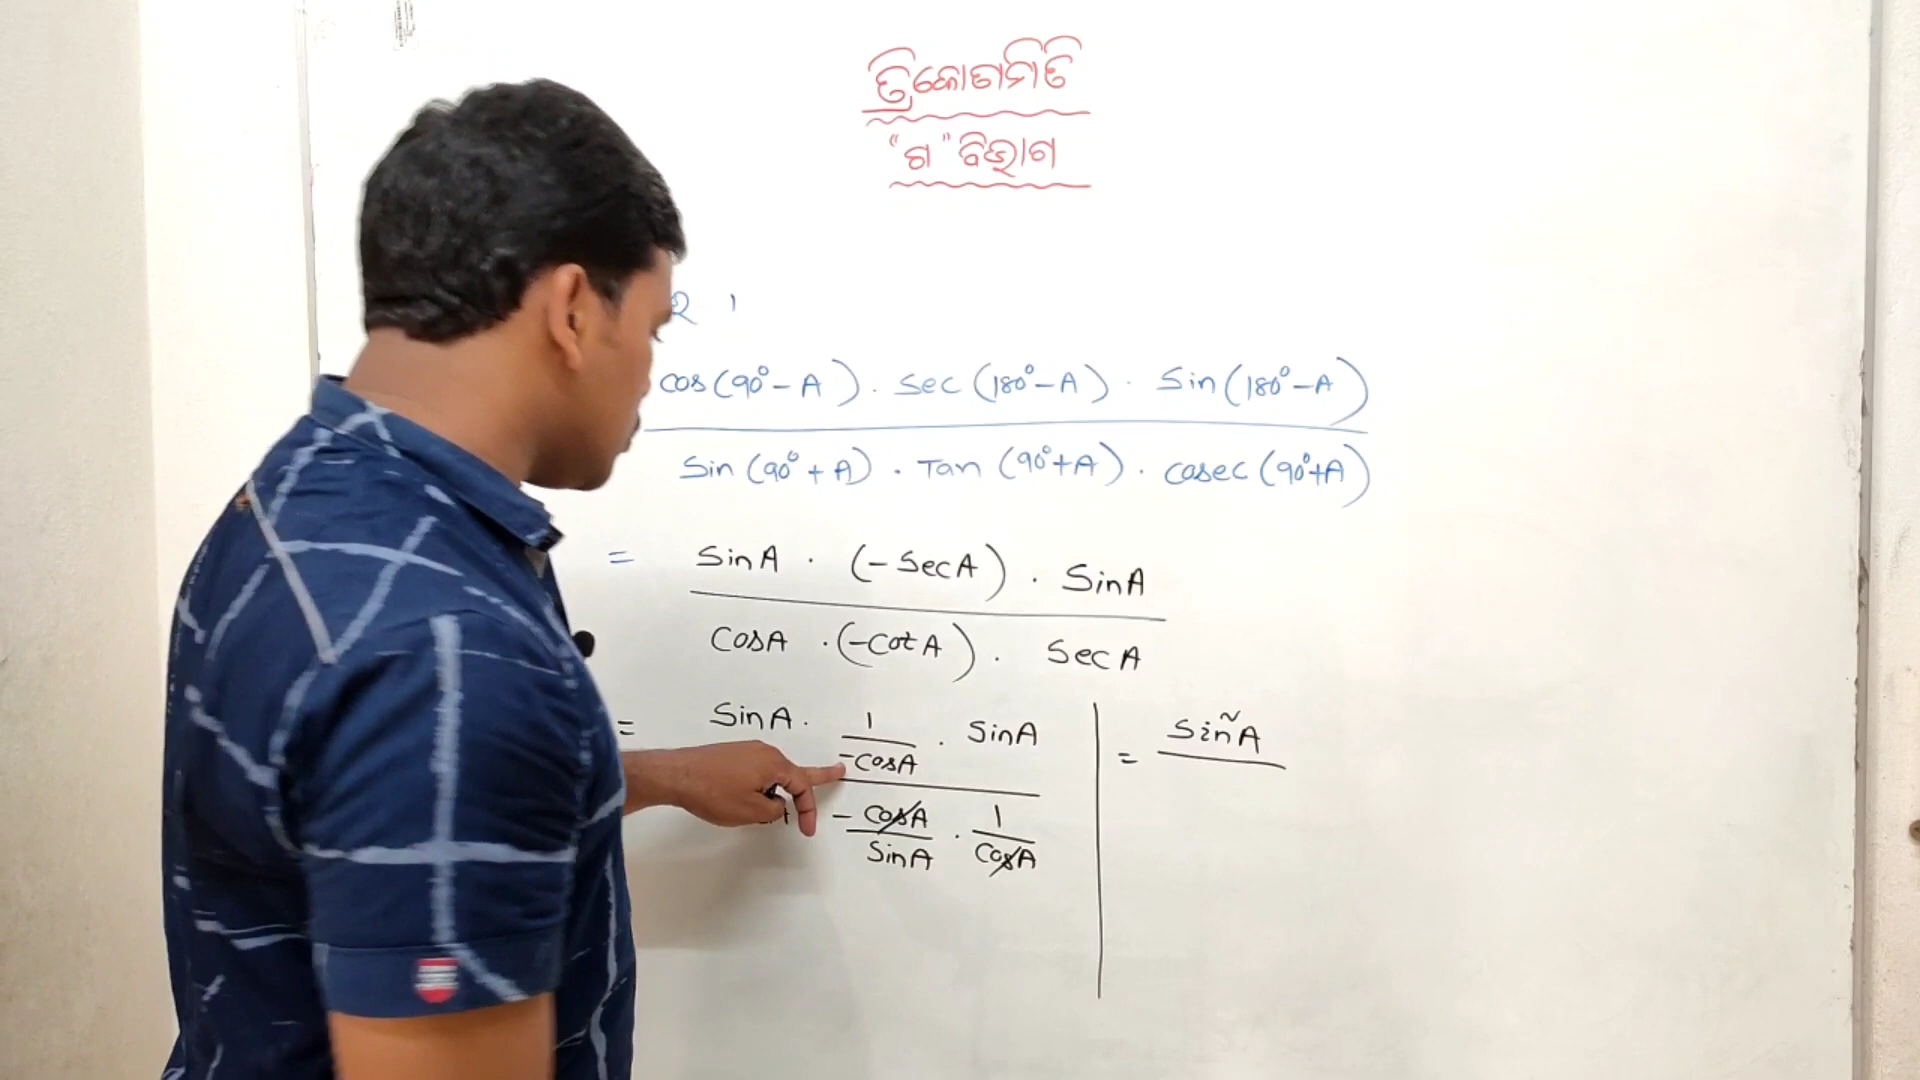 ତ୍ରିକୋଣମିତି
"ଗ" ବିଭାଗ
୨ ।
cos(90° – A) . sec (180° – A) . Sin (180° – A)
Sin (90° + A) . Tan (90° + A) . cosec (90° + A)
= SinA . (–SecA) . SinA
CosA . (–CotA) . SecA
= SinA . 1 . SinA = Sin²A
–CosA
A – CosA . 1
SinA CosA